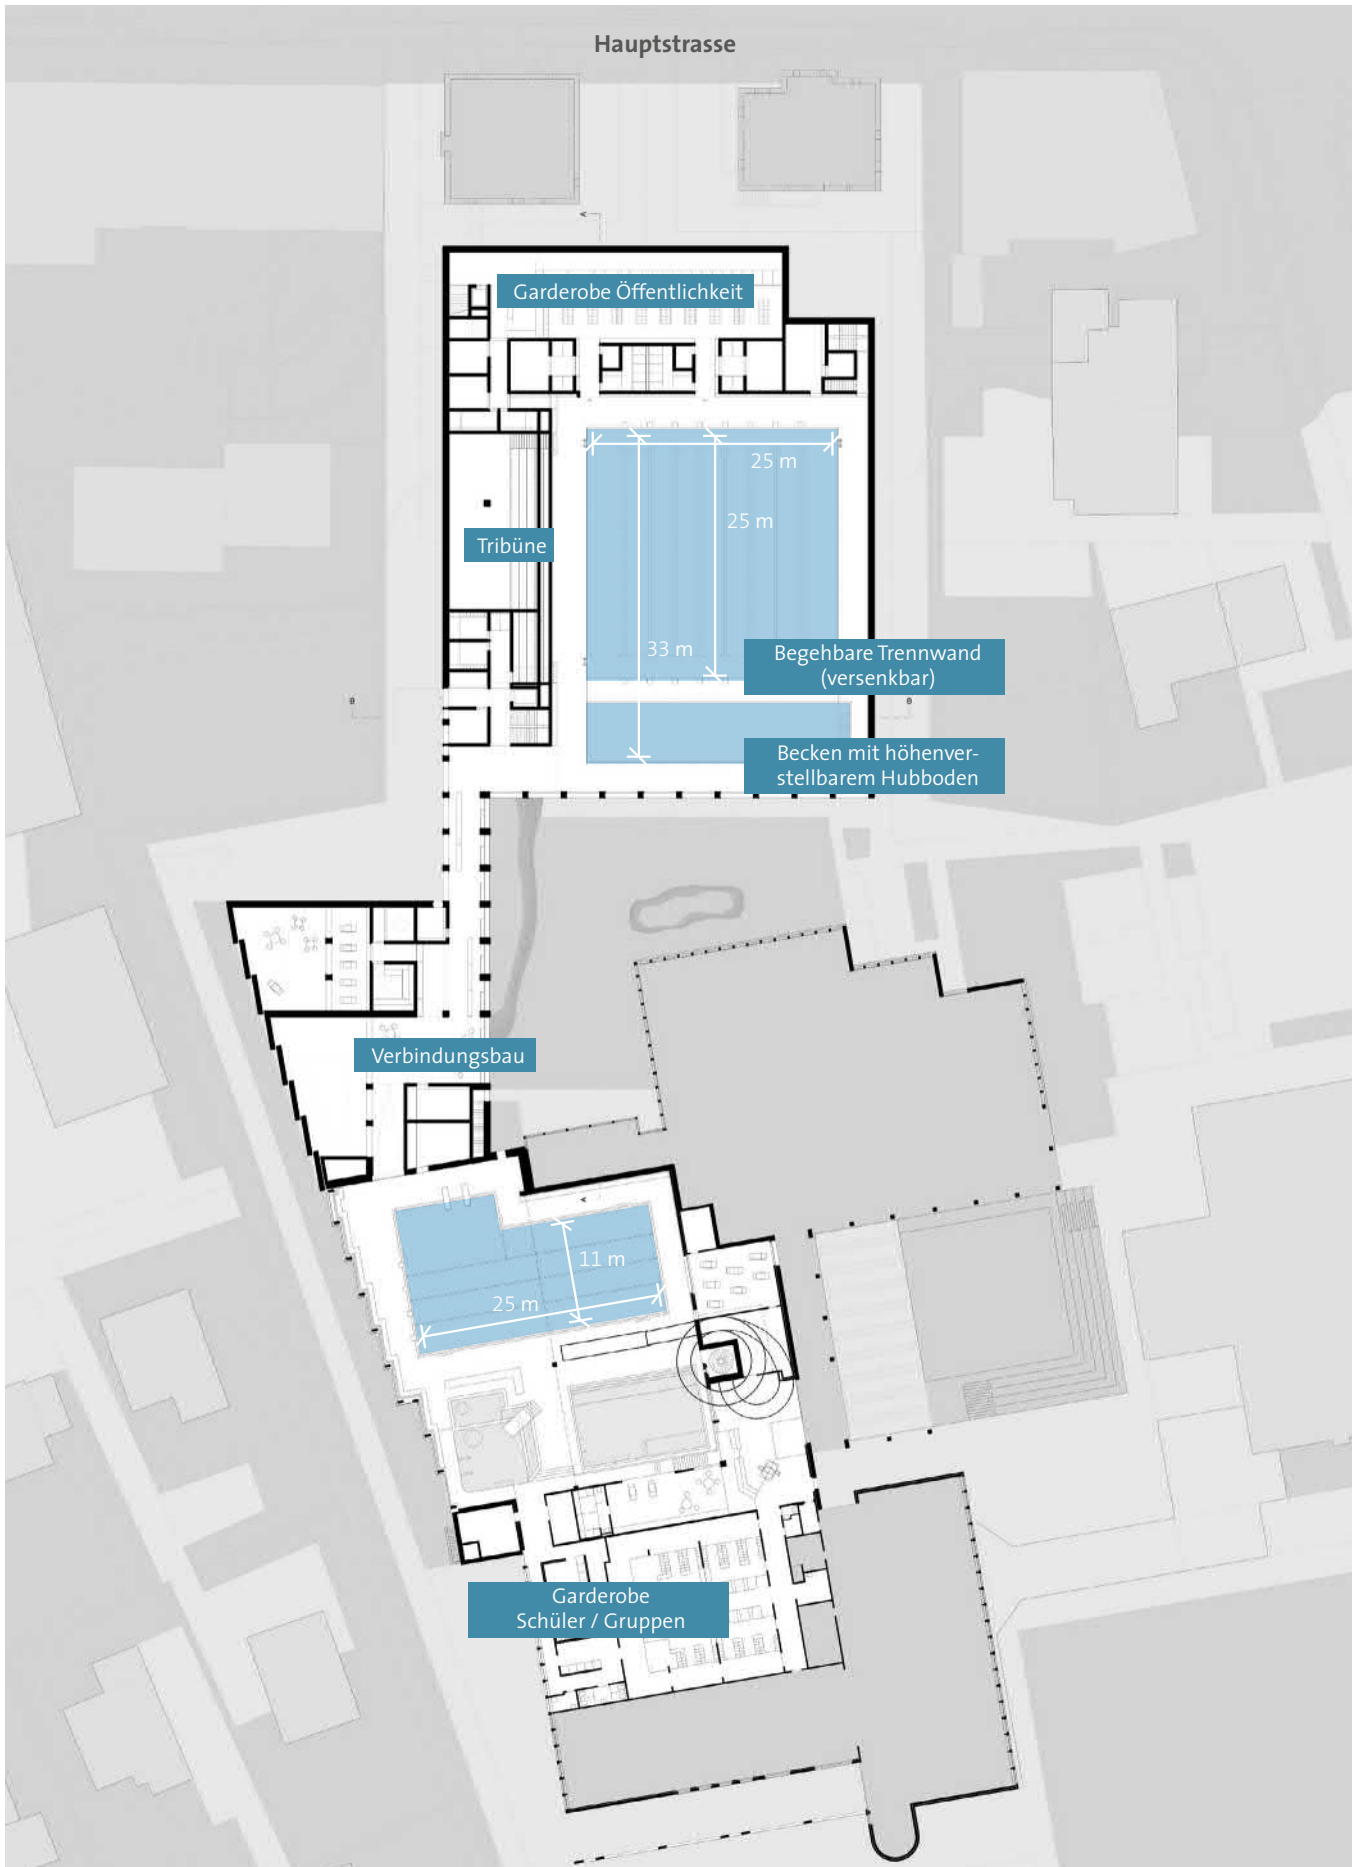 Hauptstrasse
Garderobe Öffentlichkeit
25 m
25 m
Tribüne
33 m
Begehbare Trennwand
(versenkbar)
Becken mit höhenver-
stellbarem Hubboden
Verbindungsbau
11 m
25 m
Garderobe
Schüler / Gruppen